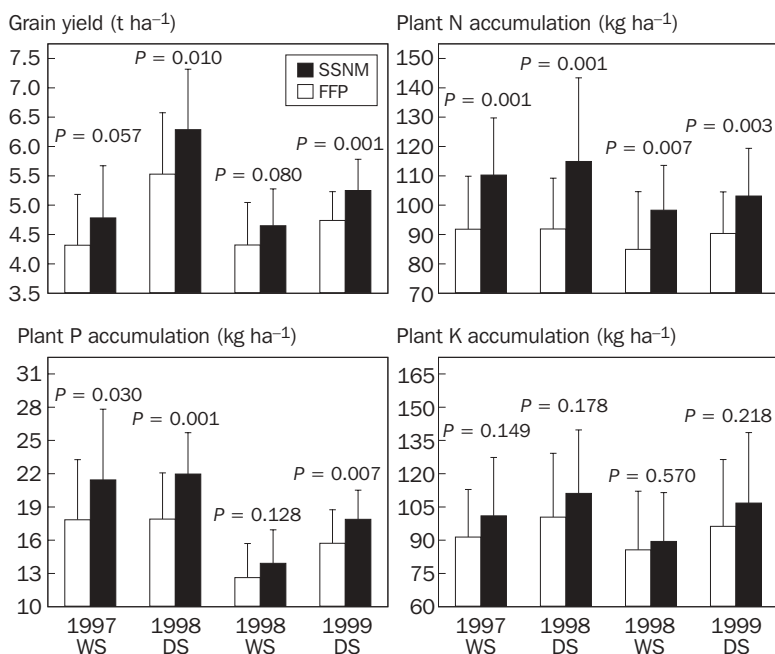 Grain yield (t ha–1)
7.5
7.0
6.5
6.0
5.5
5.0
4.5
4.0
3.5
P = 0.057
P = 0.010
P = 0.080
P = 0.001
SSNM
FFP
Plant N accumulation (kg ha–1)
150
140
130
120
110
100
90
80
70
P = 0.001
P = 0.001
P = 0.007
P = 0.003
Plant P accumulation (kg ha–1)
31
28
25
22
19
16
13
10
P = 0.030
P = 0.001
P = 0.128
P = 0.007
1997 WS
1998 DS
1998 WS
1999 DS
Plant K accumulation (kg ha–1)
165
150
135
120
105
90
75
60
P = 0.149
P = 0.178
P = 0.570
P = 0.218
1997 WS
1998 DS
1998 WS
1999 DS